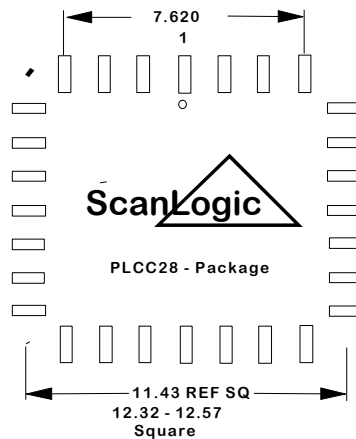 7.620
1
ScanLogic
PLCC28 - Package
11.43 REF SQ
12.32 - 12.57
Square